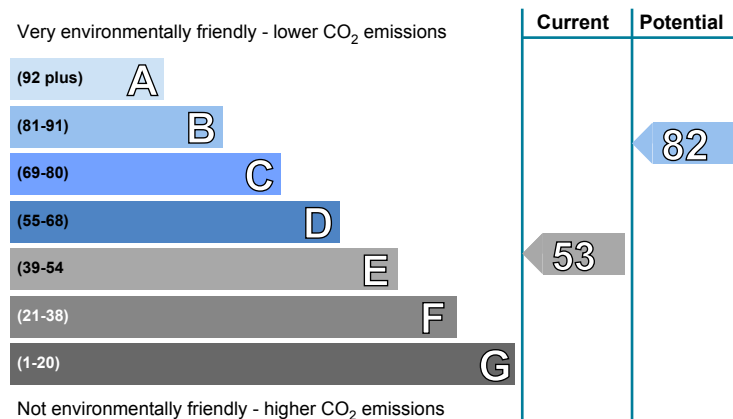 Very environmentally friendly - lower CO2 emissions
Current
Potential
(92 plus) A
(81-91) B
82
(69-80) C
(55-68) D
(39-54 E
53
(21-38) F
(1-20) G
Not environmentally friendly - higher CO2 emissions